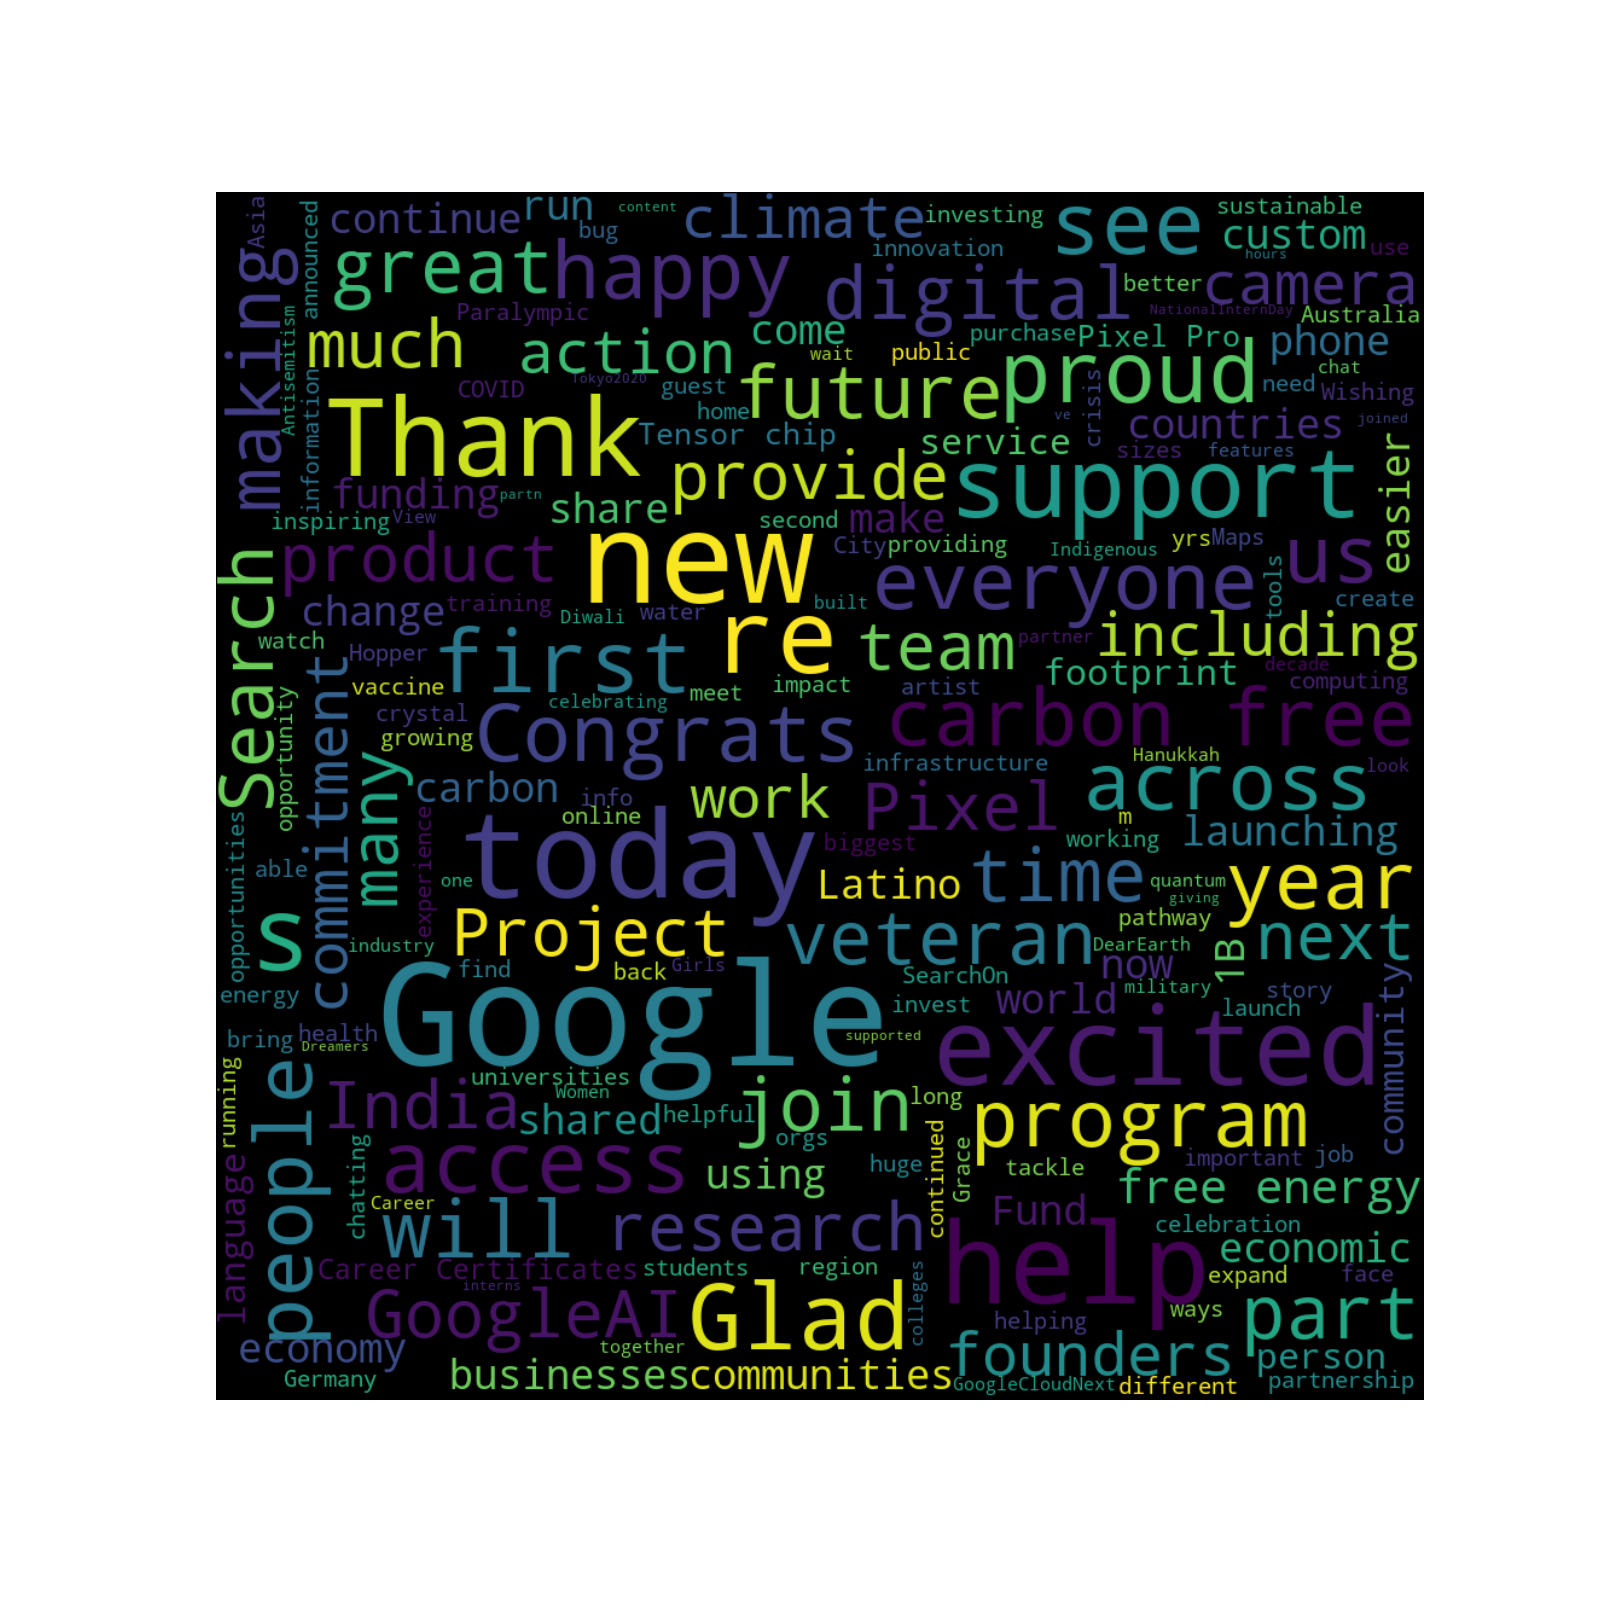 Asia
announced
continue
run
content
bug
climate
investing
see
sustainable
custom
use
hours
innovation
making
great
happy
digital
better
camera
Paralympic
NationalInternDay
Australia
Antisemitism
much
action
come
purchase
Pixel Pro
phone
wait
public
chat
information
COVID
Tokyo2020
guest
future
proud
crisis
need
Wishing
Thank
home
ve
countries
joined
Tensor chip
service
sizes
features
easier
funding
partn
share
provide
support
inspiring
View
second
make
City
providing
Indigenous
yrs
Maps
us
Search
product
new
everyone
tools
create
change
training
Diwali
water
built
re
team
partner
including
watch
Hopper
first
footprint
decade
computing
commitment
vaccine
celebrating
meet
impact
artist
opportunity
crystal
growing
Congrats
carbon free
Hanukkah
look
many
carbon
info
infrastructure
across
online
work
Pixel
m
launching
opportunities
experience
today
biggest
working
able
one
Latino
time
quantum
giving
year
s
Project
veteran
pathway
DearEarth
next
industry
find
back
Girls
SearchOn
now
1B
military
story
community
energy
Google
invest
world
launch
bring
health
Dreamers
supported
excited
running
people
universities
Women
India
shared
helpful
join
long
program
orgs
language
chatting
access
using
huge
continued
Grace
tackle
important
job
Career
will
research
Fund
free energy
celebration
Career Certificates
students
region
help
economic
interns
colleges
expand
face
GoogleAI
Glad
helping
ways
part
economy
together
founders
person
Germany
businesses
communities
GoogleCloudNext
different
partnership